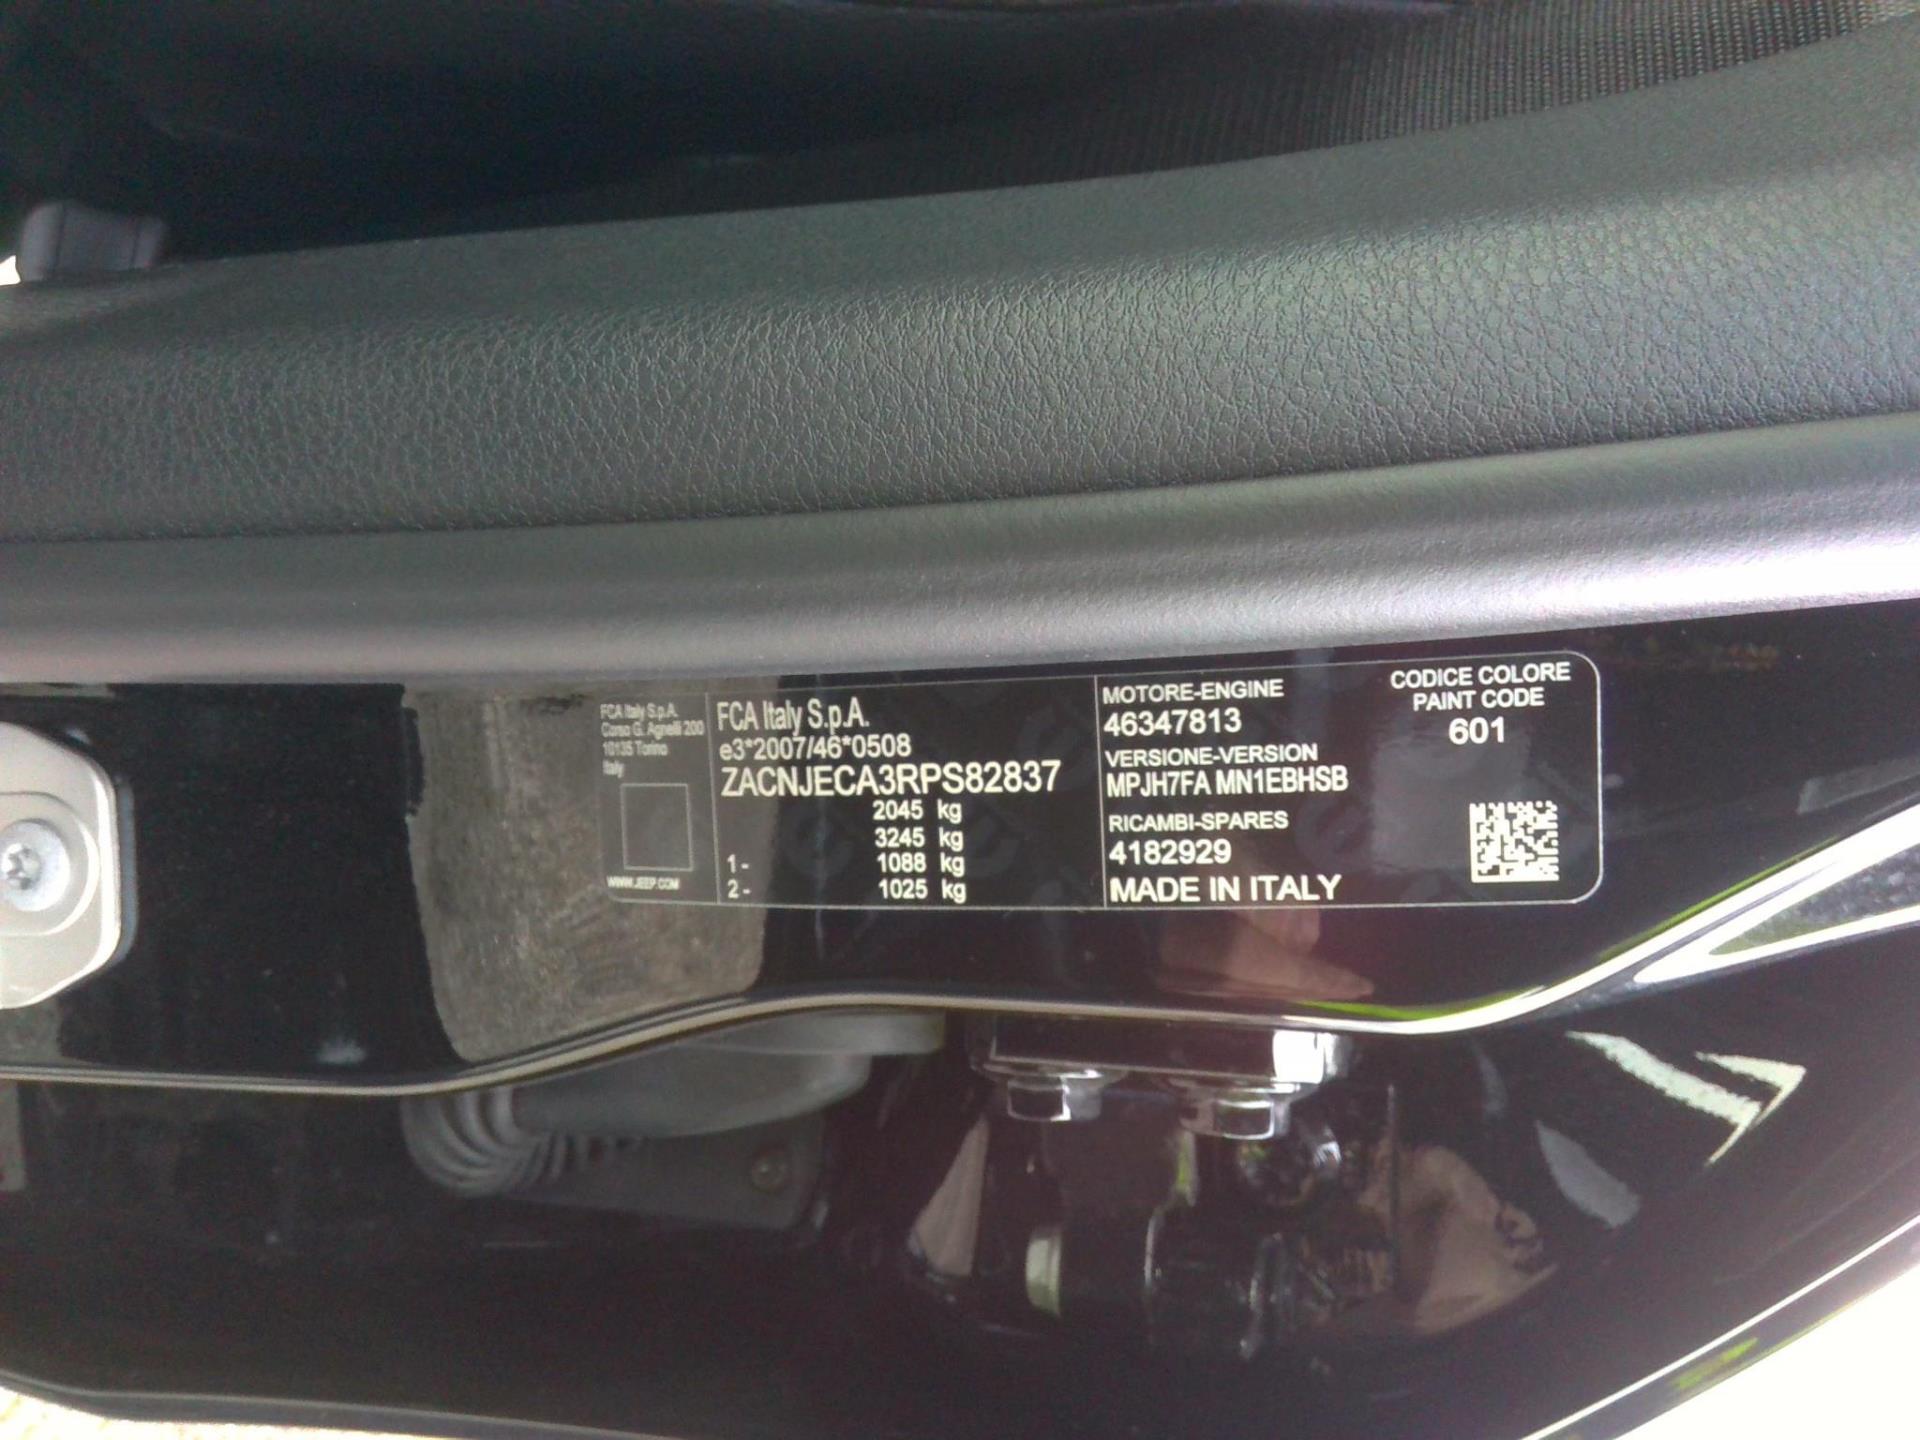 FCA Italy S.p.A.
Corso G. Agnelli 200
10135 Torino
Italy
WWW.JEEP.COM
FCA Italy S.p.A.
e3*2007/46*0508
ZACNJECA3RPS82837
2045 kg
3245 kg
1- 1088 kg
2- 1025 kg
MOTORE-ENGINE
46347813
VERSIONE-VERSION
MPJH7FA MN1EBHSB
RICAMBI-SPARES
4182929
MADE IN ITALY
CODICE COLORE
PAINT CODE
601